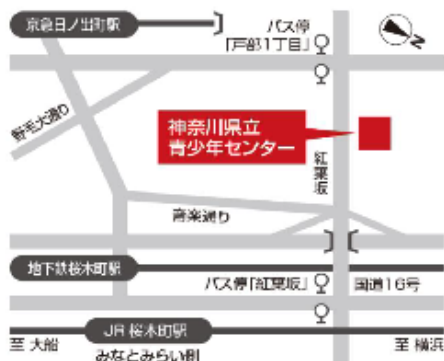 京急日ノ出町駅
バス停
「戸部1丁目」
N
新毛大通り
神奈川県立
青少年センター
紅葉坂
音楽通り
地下鉄桜木町駅
バス停「紅葉坂」
国道16号
JR 桜木町駅
至 大船
みなとみらい側
至 横浜